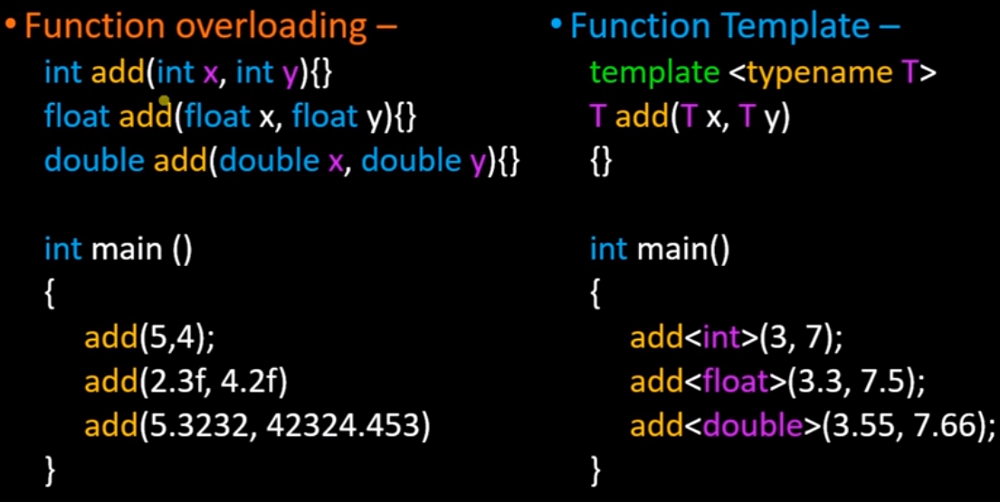 • Function overloading –
int add(int x, int y){}
float add(float x, float y){}
double add(double x, double y){}
int main ()
{
add(5,4);
add(2.3f, 4.2f)
add(5.3232, 42324.453)
}
• Function Template –
template <typename T>
T add(T x, T y)
{}
int main()
{
add<int>(3, 7);
add<float>(3.3, 7.5);
add<double>(3.55, 7.66);
}